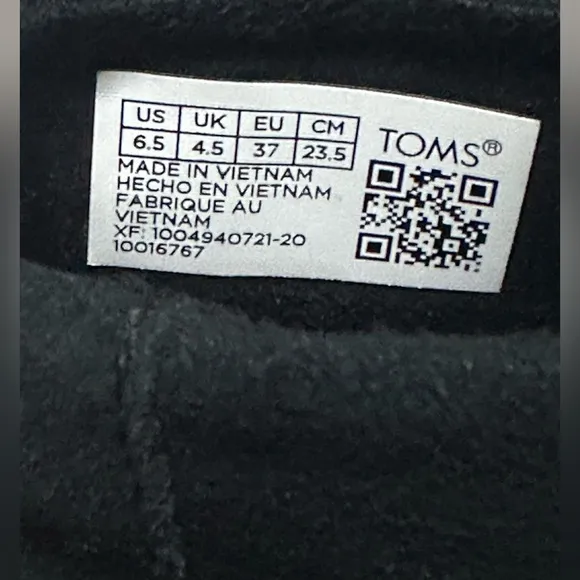 US UK EU CM
6.5 4.5 37 23.5
TOMS®
MADE IN VIETNAM
HECHO EN VIETNAM
FABRIQUE AU
VIETNAM
XF: 1004940721-20
10016767